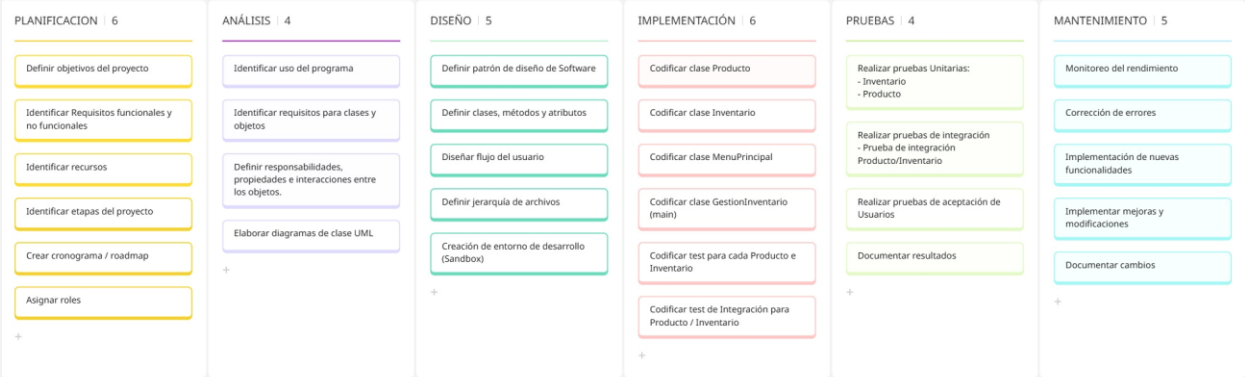 PLANIFICACION | 6
Definir objetivos del proyecto
Identificar Requisitos funcionales y
no funcionales
Identificar recursos
Identificar etapas del proyecto
Crear cronograma / roadmap
Asignar roles
+
ANÁLISIS | 4
Identificar uso del programa
Identificar requisitos para clases y
objetos
Definir responsabilidades,
propiedades e interacciones entre
los objetos.
Elaborar diagramas de clase UML
+
DISEÑO | 5
Definir patrón de diseño de Software
Definir clases, métodos y atributos
Diseñar flujo del usuario
Definir jerarquía de archivos
Creación de entorno de desarrollo
(Sandbox)
+
IMPLEMENTACIÓN | 6
Codificar clase Producto
Codificar clase Inventario
Codificar clase MenuPrincipal
Codificar clase GestionInventario
(main)
Codificar test para cada Producto e
Inventario
Codificar test de Integración para
Producto / Inventario
+
PRUEBAS | 4
Realizar pruebas Unitarias:
- Inventario
- Producto
Realizar pruebas de integración
- Prueba de integración
Producto/Inventario
Realizar pruebas de aceptación de
Usuarios
Documentar resultados
+
MANTENIMIENTO | 5
Monitoreo del rendimiento
Corrección de errores
Implementación de nuevas
funcionalidades
Implementar mejoras y
modificaciones
Documentar cambios
+